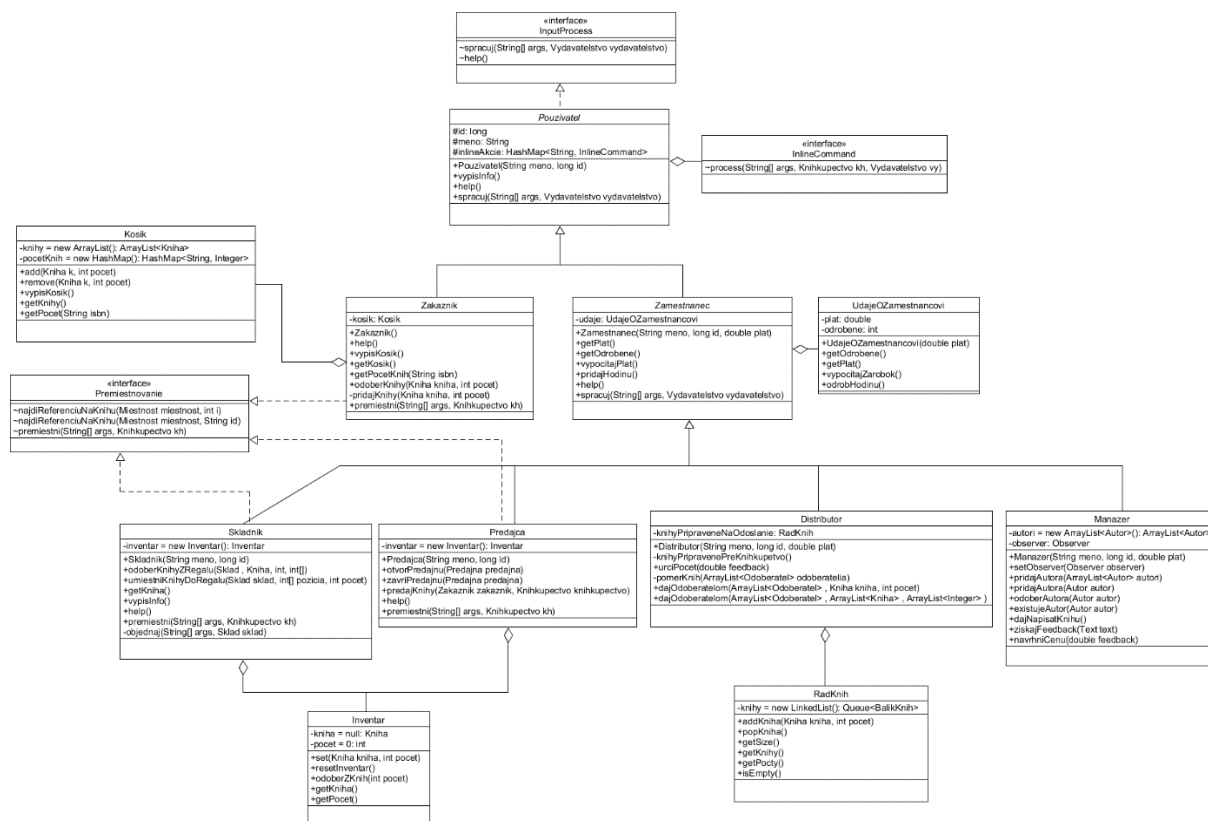 «interface»
InputProcess
~spracuj(String[] args, Vydavatelstvo vydavatelstvo)
~help()
Pouzivatel
#id: long
#meno: String
#inlineAkcie: HashMap<String, InlineCommand>
+Pouzivatel(String meno, long id)
+vypisInfo()
+help()
+spracuj(String[] args, Vydavatelstvo vydavatelstvo)
«interface»
InlineCommand
~process(String[] args, Knihkupectvo kh, Vydavatelstvo vy)
Kosik
-knihy = new ArrayList(): ArrayList<Kniha>
-pocetKnih = new HashMap(): HashMap<String, Integer>
+add(Kniha k, int pocet)
+remove(Kniha k, int pocet)
+vypisKosik()
+getKnihy()
+getPocet(String isbn)
Zakaznik
-kosik: Kosik
+Zakaznik()
+help()
+vypisKosik()
+getKosik()
+getPocetKnih(String isbn)
+odoberKnihy(Kniha kniha, int pocet)
-pridajKnihy(Kniha kniha, int pocet)
+premiestni(String[] args, Knihkupectvo kh)
Zamestnanec
-udaje: UdajeOZamestnancovi
+Zamestnanec(String meno, long id, double plat)
+getPlat()
+getOdrobene()
+vypocitajPlat()
+pridajHodinu()
+help()
+spracuj(String[] args, Vydavatelstvo vydavatelstvo)
UdajeOZamestnancovi
-plat: double
-odrobene: int
+UdajeOZamestnancovi(double plat)
+getOdrobene()
+getPlat()
+vypocitajZarobok()
+odrobHodinu()
«interface»
Premiestnovanie
~najdiReferenciuNaKnihu(Miestnost miestnost, int i)
~najdiReferenciuNaKnihu(Miestnost miestnost, String id)
~premiestni(String[] args, Knihkupectvo kh)
Skladnik
-inventar = new Inventar(): Inventar
+Skladnik(String meno, long id)
+odoberKnihyZRegalu(Sklad , Kniha, int, int[])
+umiestniKnihyDoRegalu(Sklad sklad, int[] pozicia, int pocet)
+getKniha()
+vypisInfo()
+help()
+premiestni(String[] args, Knihkupectvo kh)
-objednaj(String[] args, Sklad sklad)
Predajca
-inventar = new Inventar(): Inventar
+Predajca(String meno, long id)
+otvorPredajnu(Predajna predajna)
+zavriPredajnu(Predajna predajna)
+predajKnihy(Zakaznik zakaznik, Knihkupectvo knihkupectvo)
+help()
+premiestni(String[] args, Knihkupectvo kh)
Distributor
-knihyPripraveneNaOdoslanie: RadKnih
+Distributor(String meno, long id, double plat)
-knihyPripravenePreKnihkupetvo()
+urciPocet(double feedback)
-pomerKnih(ArrayList<Odoberatel> odoberatelia)
+dajOdoberatelom(ArrayList<Odoberatel> , Kniha kniha, int pocet)
+dajOdoberatelom(ArrayList<Odoberatel> , ArrayList<Kniha> , ArrayList<Integer> )
Manazer
-autori = new ArrayList<Autor>(): ArrayList<Autor>
-observer: Observer
+Manazer(String meno, long id, double plat)
+setObserver(Observer observer)
+pridajAutora(ArrayList<Autor> autori)
+pridajAutora(Autor autor)
+odoberAutora(Autor autor)
+existujeAutor(Autor autor)
+dajNapisatKnihu()
+ziskajFeedback(Text text)
+navrhniCenu(double feedback)
Inventar
-kniha = null: Kniha
-pocet = 0: int
+set(Kniha kniha, int pocet)
+resetInventar()
+odoberZKnih(int pocet)
+getKniha()
+getPocet()
RadKnih
-knihy = new LinkedList(): Queue<BalikKnih>
+addKniha(Kniha kniha, int pocet)
+popKniha()
+getSize()
+getKnihy()
+getPocty()
+isEmpty()